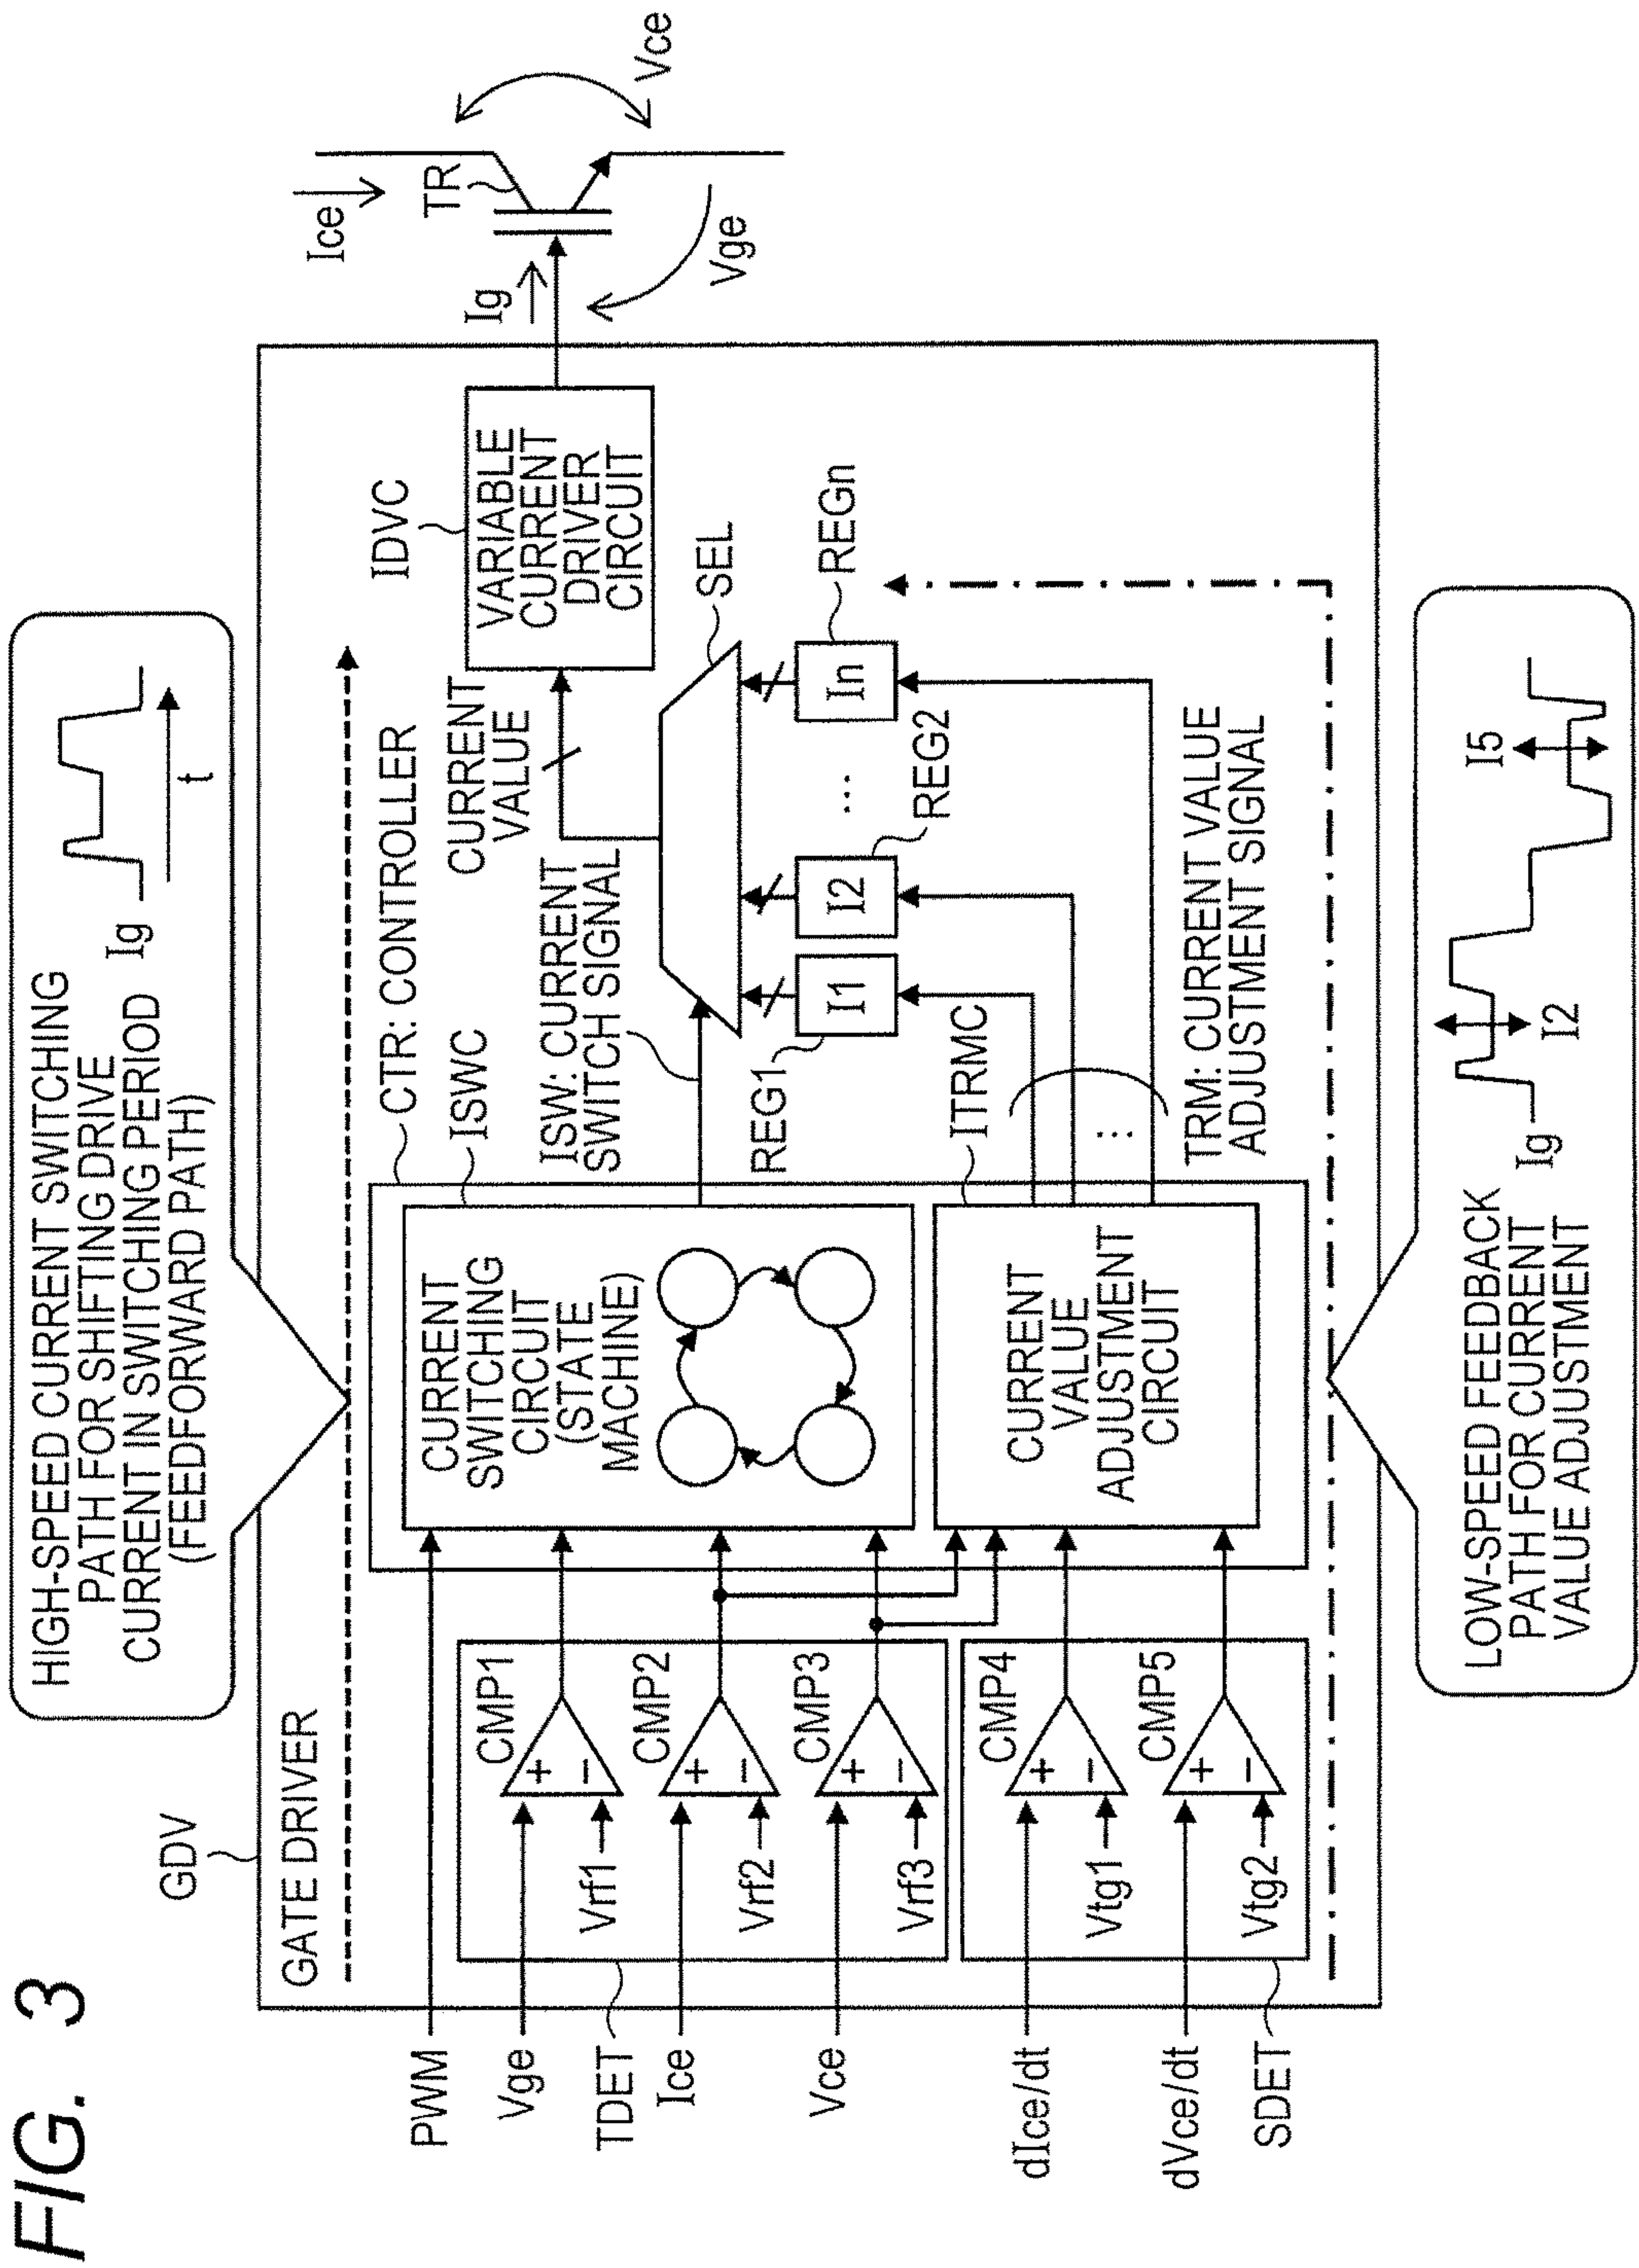 FIG. 3
HIGH-SPEED CURRENT SWITCHING
PATH FOR SHIFTING DRIVE
CURRENT IN SWITCHING PERIOD
(FEEDFORWARD PATH)
Ig
t
GDV
GATE DRIVER
CTR: CONTROLLER
ISWC
PWM
Vge
TDET
Ice
Vce
dIce/dt
dVce/dt
SDET
CMP1
+
−
Vrf1
CMP2
+
−
Vrf2
CMP3
+
−
Vrf3
CMP4
+
−
Vtg1
CMP5
+
−
Vtg2
CURRENT
SWITCHING
CIRCUIT
(STATE
MACHINE)
CURRENT
VALUE
ADJUSTMENT
CIRCUIT
ISW: CURRENT
SWITCH SIGNAL
ITRMC
TRM: CURRENT VALUE
ADJUSTMENT SIGNAL
⋮
REG1
I1
I2
REG2
...
In
REGn
SEL
CURRENT
VALUE
IDVC
VARIABLE
CURRENT
DRIVER
CIRCUIT
Ig
Ice
TR
Vge
Vce
LOW-SPEED FEEDBACK
PATH FOR CURRENT
VALUE ADJUSTMENT
Ig
I2
I5